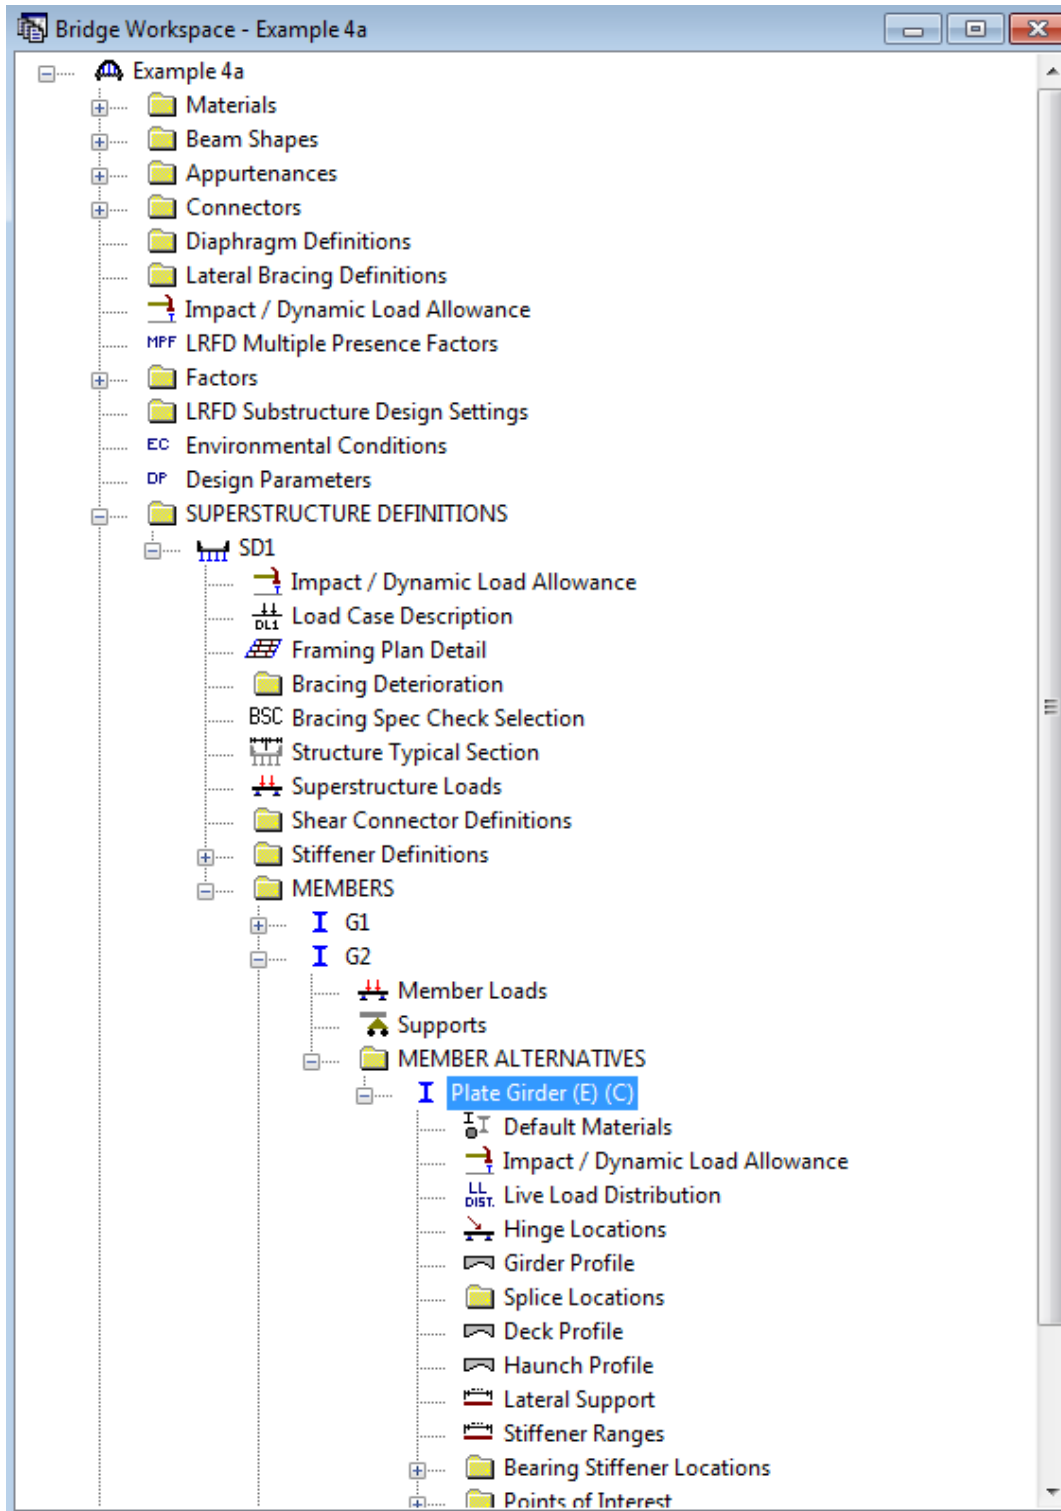 Bridge Workspace - Example 4a
Example 4a
Materials
Beam Shapes
Appurtenances
Connectors
Diaphragm Definitions
Lateral Bracing Definitions
Impact / Dynamic Load Allowance
MPF LRFD Multiple Presence Factors
Factors
LRFD Substructure Design Settings
EC Environmental Conditions
DP Design Parameters
SUPERSTRUCTURE DEFINITIONS
SD1
Impact / Dynamic Load Allowance
DL1 Load Case Description
Framing Plan Detail
Bracing Deterioration
BSC Bracing Spec Check Selection
Structure Typical Section
Superstructure Loads
Shear Connector Definitions
Stiffener Definitions
MEMBERS
G1
G2
Member Loads
Supports
MEMBER ALTERNATIVES
Plate Girder (E) (C)
Default Materials
Impact / Dynamic Load Allowance
LL DIST. Live Load Distribution
Hinge Locations
Girder Profile
Splice Locations
Deck Profile
Haunch Profile
Lateral Support
Stiffener Ranges
Bearing Stiffener Locations
Points of Interest